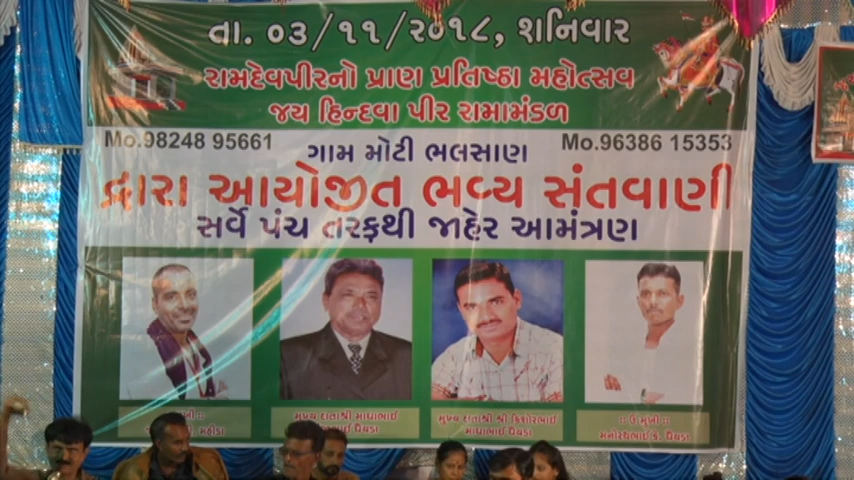 તા. ૦૩/૧૧/૨૦૧૮, શનિવાર
રામદેવપીરનો પ્રાણ પ્રતિષ્ઠા મહોત્સવ
જય હિન્દવા પીર રામામંડળ
Mo.98248 95661
Mo.96386 15353
ગામ મોટી ભલસાણ
દ્વારા આયોજીત ભવ્ય સંતવાણી
સર્વે પંચ તરફથી જાહેર આમંત્રણ
મુખ્ય દાતાશ્રી માધાભાઈ
મુખ્ય દાતાશ્રી શ્રી કિશોરભાઈ
માધાભાઈ ચૈયડા